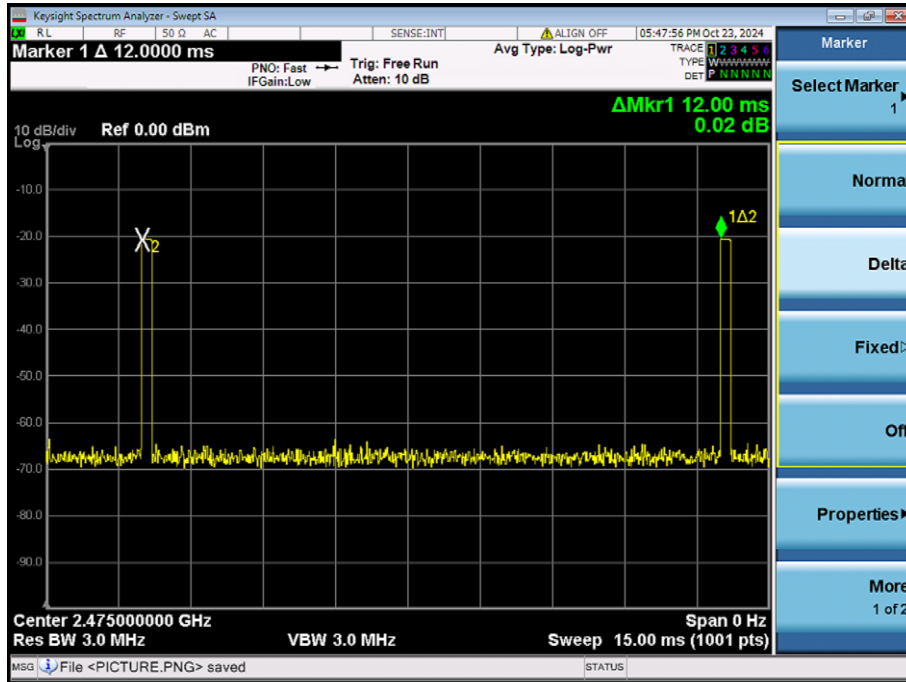 Keysight Spectrum Analyzer - Swept SA
RL RF 50 Ω AC SENSE:INT ALIGN OFF 05:47:56 PM Oct 23, 2024
Marker 1 Δ 12.0000 ms
PNO: Fast
IFGain:Low
Trig: Free Run
Atten: 10 dB
Avg Type: Log-Pwr
TRACE 1 2 3 4 5 6
TYPE W
DET P N N N N N
ΔMkr1 12.00 ms
0.02 dB
10 dB/div Ref 0.00 dBm
Log
-10.0
-20.0
-30.0
-40.0
-50.0
-60.0
-70.0
-80.0
-90.0
2
1Δ2
Center 2.475000000 GHz Span 0 Hz
Res BW 3.0 MHz VBW 3.0 MHz Sweep 15.00 ms (1001 pts)
MSG File <PICTURE.PNG> saved STATUS
Marker
Select Marker
1
Norma
Delta
Fixed
Off
Properties
More
1 of 2